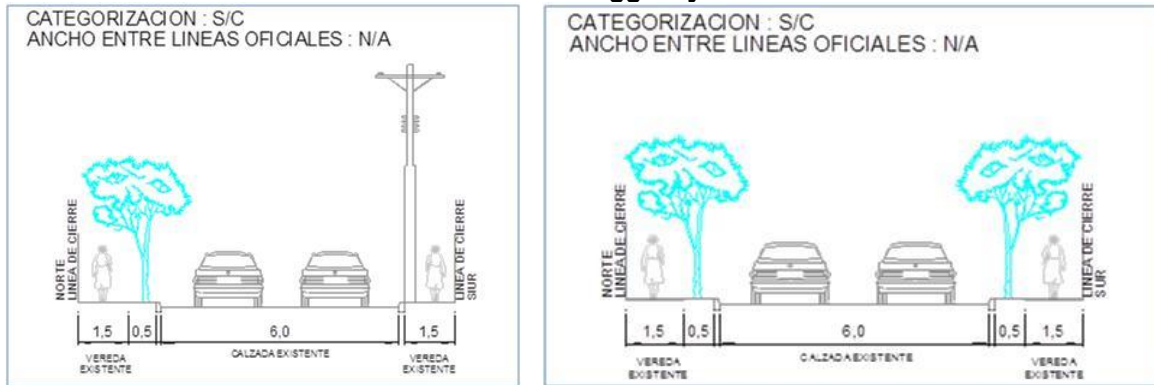 CATEGORIZACION : S/C
ANCHO ENTRE LINEAS OFICIALES : N/A
NORTE
LINEA DE CIERRE
LINEA DE CIERRE
SIUR
1,5
0,5
6,0
1,5
VEREDA
EXISTENTE
CALZADA EXISTENTE
VEREDA
EXISTENTE
CATEGORIZACION : S/C
ANCHO ENTRE LINEAS OFICIALES : N/A
NORTE
LINEA DE CIERRE
LINEA DE CIERRE
SUR
1,5
0,5
6,0
0,5
1,5
VEREDA
EXISTENTE
CALZADA EXISTENTE
VEREDA
EXISTENTE